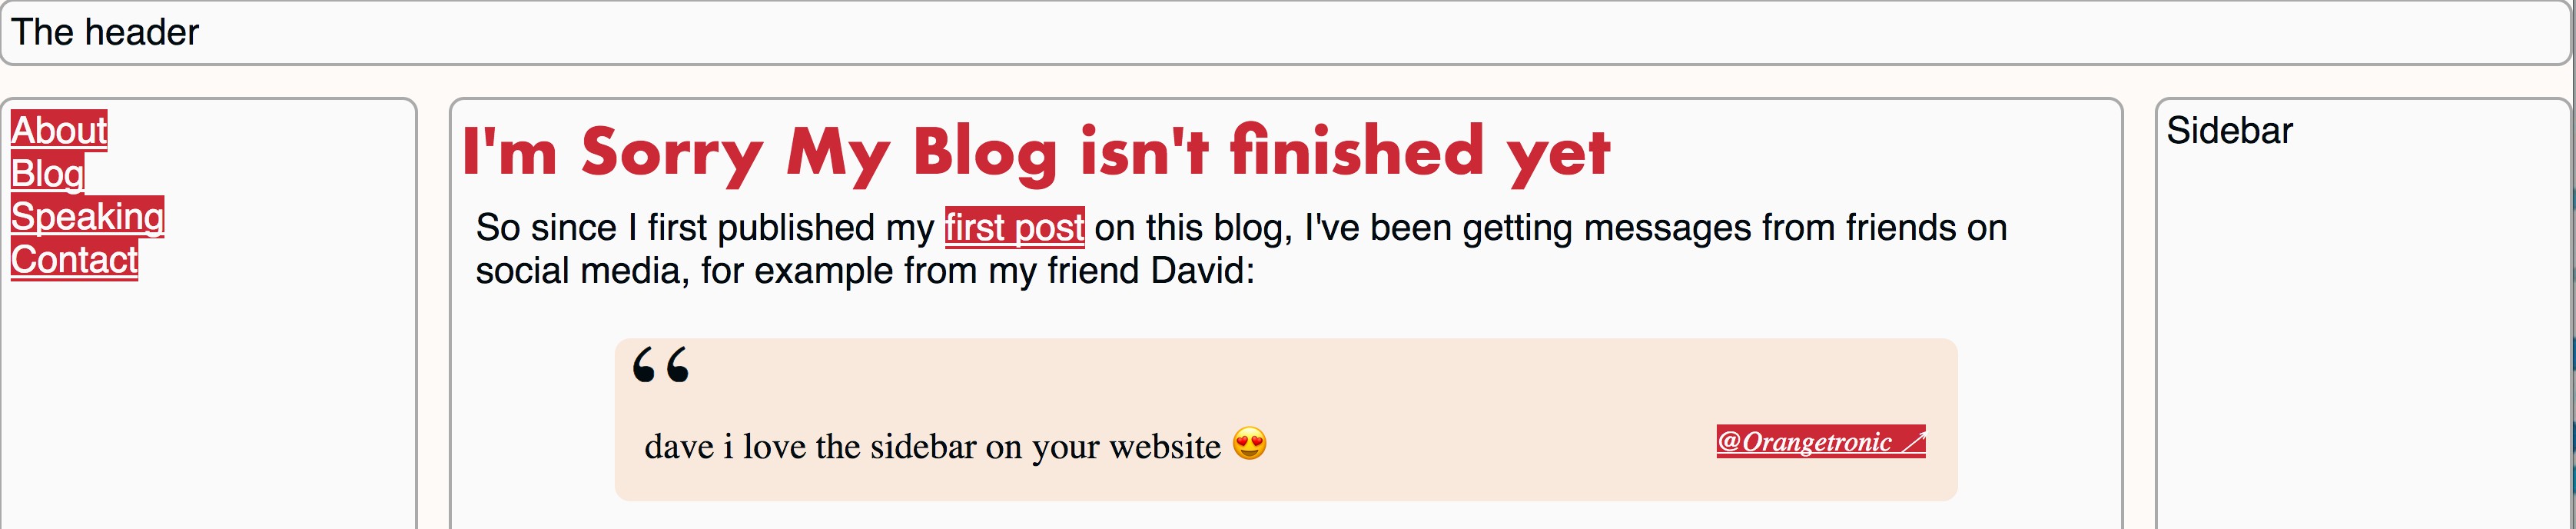 The header
About
Blog
Speaking
Contact
I'm Sorry My Blog isn't finished yet
So since I first published my first post on this blog, I've been getting messages from friends on
social media, for example from my friend David:
“
dave i love the sidebar on your website 😍
@Orangetronic ↗
Sidebar